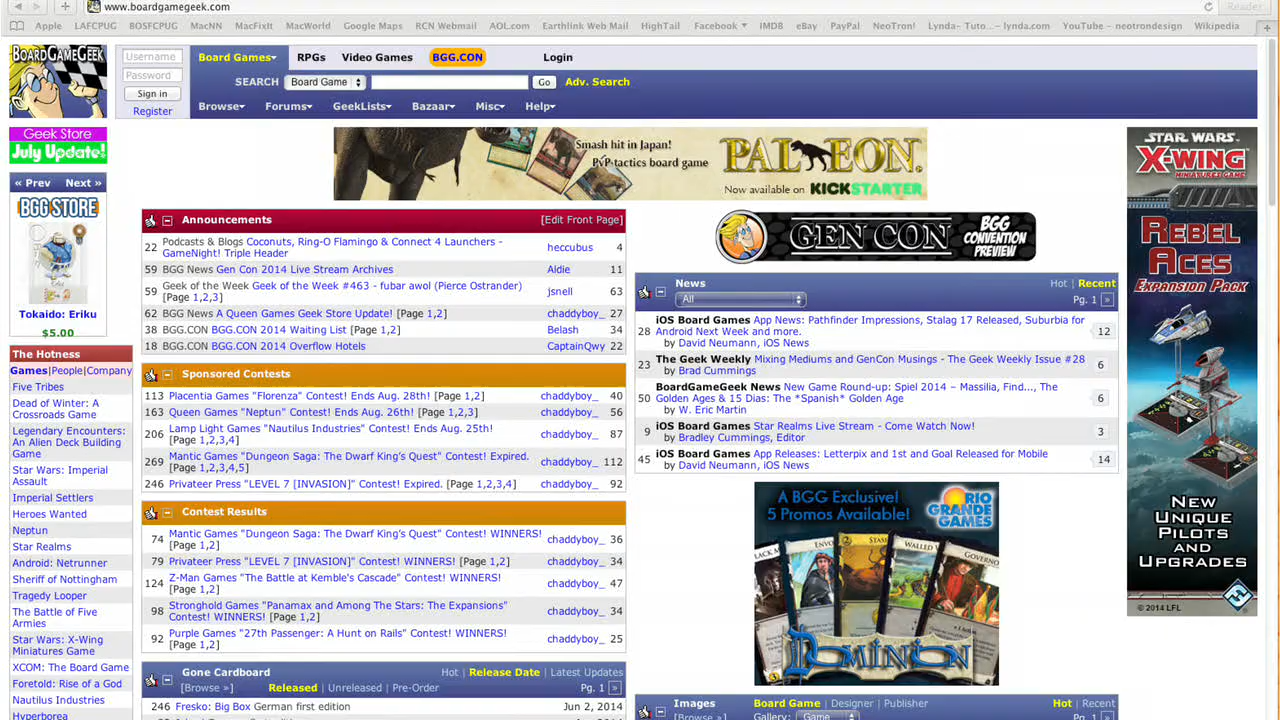 www.boardgamegeek.com
Reader
Apple LAFCPUG BOSFCPUG MacNN MacFixIt MacWorld Google Maps RCN Webmail AOL.com Earthlink Web Mail HighTail Facebook IMDB eBay PayPal NeoTron! Lynda- Tuto... – lynda.com YouTube – neotrondesign Wikipedia
BOARDGAMEGEEK
Username
Password
Sign in
Register
Board Games RPGs Video Games BGG.CON Login
SEARCH Board Game Go Adv. Search
Browse Forums GeekLists Bazaar Misc Help
Geek Store
July Update!
« Prev Next »
BGG STORE
Tokaido: Eriku
$5.00
The Hotness
Games|People|Company
Five Tribes
Dead of Winter: A
Crossroads Game
Legendary Encounters:
An Alien Deck Building
Game
Star Wars: Imperial
Assault
Imperial Settlers
Heroes Wanted
Neptun
Star Realms
Android: Netrunner
Sheriff of Nottingham
Tragedy Looper
The Battle of Five
Armies
Star Wars: X-Wing
Miniatures Game
XCOM: The Board Game
Foretold: Rise of a God
Nautilus Industries
Hyperborea
Smash hit in Japan!
PvP-tactics board game
PALÆEON.
Now available on KICKSTARTER
Announcements [Edit Front Page]
22 Podcasts & Blogs Coconuts, Ring-O Flamingo & Connect 4 Launchers - heccubus 4
GameNight! Triple Header
59 BGG News Gen Con 2014 Live Stream Archives Aldie 11
59 Geek of the Week Geek of the Week #463 - fubar awol (Pierce Ostrander) jsnell 63
[Page 1,2,3]
62 BGG News A Queen Games Geek Store Update! [Page 1,2] chaddyboy_ 27
38 BGG.CON BGG.CON 2014 Waiting List [Page 1,2] Belash 34
18 BGG.CON BGG.CON 2014 Overflow Hotels CaptainQwy 22
Sponsored Contests
113 Placentia Games "Florenza" Contest! Ends Aug. 28th! [Page 1,2] chaddyboy_ 40
163 Queen Games "Neptun" Contest! Ends Aug. 26th! [Page 1,2,3] chaddyboy_ 56
206 Lamp Light Games "Nautilus Industries" Contest! Ends Aug. 25th! chaddyboy_ 87
[Page 1,2,3,4]
269 Mantic Games "Dungeon Saga: The Dwarf King's Quest" Contest! Expired. chaddyboy_ 112
[Page 1,2,3,4,5]
246 Privateer Press "LEVEL 7 [INVASION]" Contest! Expired. [Page 1,2,3,4] chaddyboy_ 92
Contest Results
74 Mantic Games "Dungeon Saga: The Dwarf King's Quest" Contest! WINNERS! chaddyboy_ 36
[Page 1,2]
79 Privateer Press "LEVEL 7 [INVASION]" Contest! WINNERS! [Page 1,2] chaddyboy_ 34
124 Z-Man Games "The Battle at Kemble's Cascade" Contest! WINNERS! chaddyboy_ 47
[Page 1,2]
98 Stronghold Games "Panamax and Among The Stars: The Expansions" chaddyboy_ 34
Contest! WINNERS! [Page 1,2]
92 Purple Games "27th Passenger: A Hunt on Rails" Contest! WINNERS! chaddyboy_ 25
[Page 1,2]
Gone Cardboard Hot | Release Date | Latest Updates
[Browse »] Released | Unreleased | Pre-Order Pg. 1 »
246 Fresko: Big Box German first edition Jun 2, 2014
GEN CON
BGG
CONVENTION
PREVIEW
News Hot | Recent
All Pg. 1 »
28 iOS Board Games App News: Pathfinder Impressions, Stalag 17 Released, Suburbia for 12
Android Next Week and more.
by David Neumann, iOS News
23 The Geek Weekly Mixing Mediums and GenCon Musings - The Geek Weekly Issue #28 6
by Brad Cummings
50 BoardGameGeek News New Game Round-up: Spiel 2014 – Massilia, Find..., The 6
Golden Ages & 15 Dias: The *Spanish* Golden Age
by W. Eric Martin
9 iOS Board Games Star Realms Live Stream - Come Watch Now! 3
by Bradley Cummings, Editor
45 iOS Board Games App Releases: Letterpix and 1st and Goal Released for Mobile 14
by David Neumann, iOS News
A BGG Exclusive!
5 Promos Available!
RIO
GRANDE
GAMES
BLACK M
ENVO
STAS
WALLED V
GOVERNO
DOMINION
Images Board Game | Designer | Publisher Hot | Recent
[Browse »] Gallery: Game Pg. 1 »
STAR WARS
X-WING
MINIATURES GAME
REBEL
ACES
EXPANSION PACK
NEW
UNIQUE
PILOTS
AND
UPGRADES
© 2014 LFL